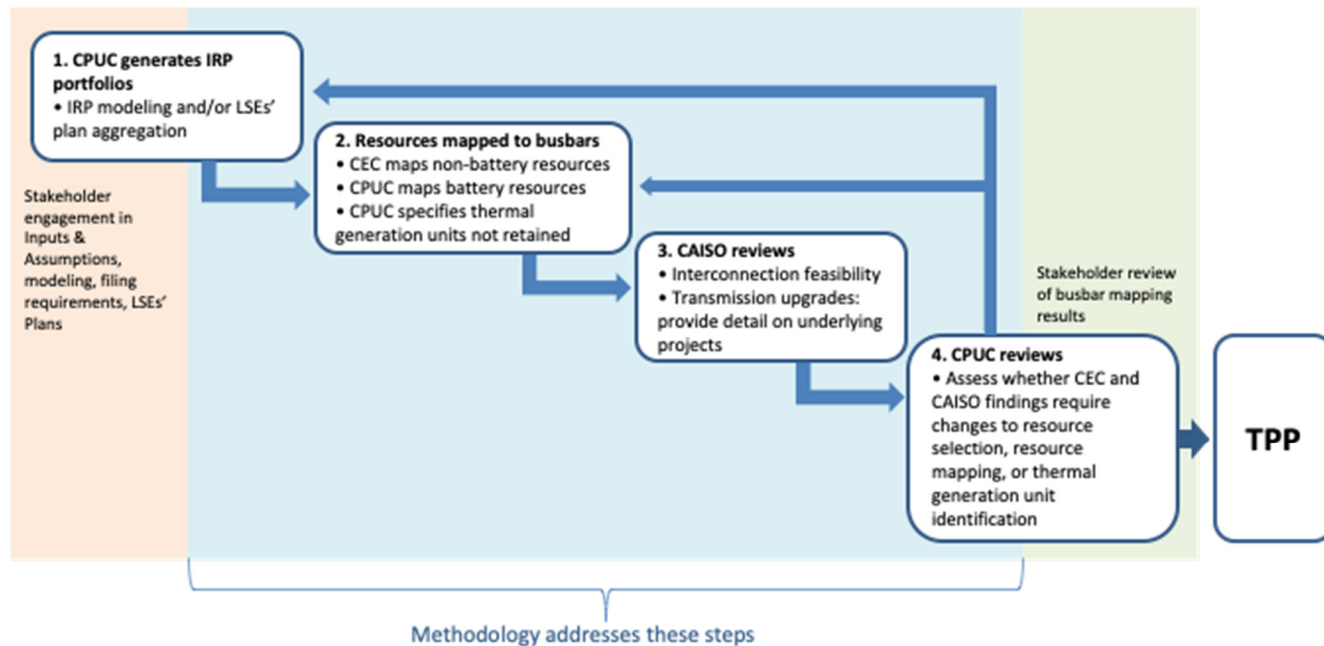 1. CPUC generates IRP
portfolios
• IRP modeling and/or LSEs'
plan aggregation
Stakeholder
engagement in
Inputs &
Assumptions,
modeling, filing
requirements, LSEs'
Plans
2. Resources mapped to busbars
• CEC maps non-battery resources
• CPUC maps battery resources
• CPUC specifies thermal
generation units not retained
3. CAISO reviews
• Interconnection feasibility
• Transmission upgrades:
provide detail on underlying
projects
Stakeholder review
of busbar mapping
results
4. CPUC reviews
• Assess whether CEC and
CAISO findings require
changes to resource
selection, resource
mapping, or thermal
generation unit
identification
TPP
Methodology addresses these steps